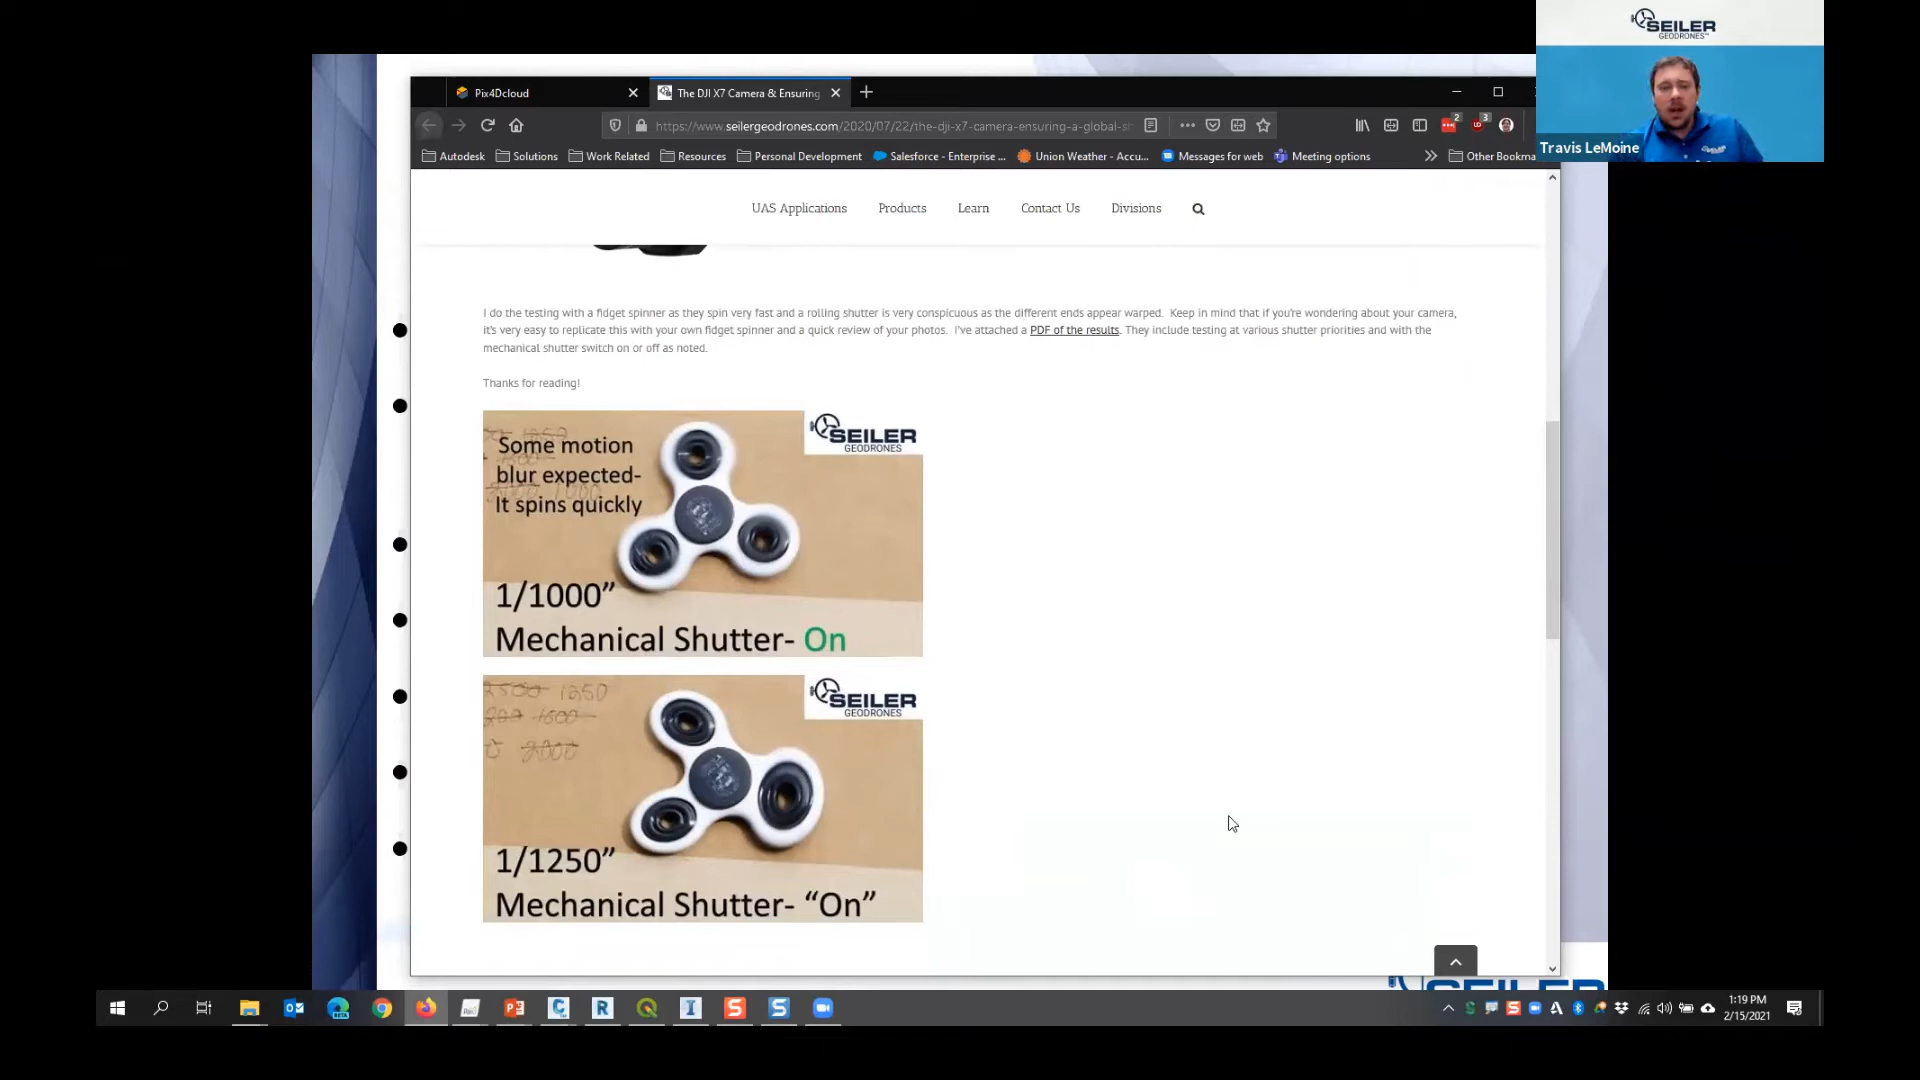 SEILER
GEODRONES™
Travis LeMoine
Pix4Dcloud
The DJI X7 Camera & Ensuring
https://www.seilergeodrones.com/2020/07/22/the-dji-x7-camera-ensuring-a-global-sh
2
3
Autodesk
Solutions
Work Related
Resources
Personal Development
Salesforce - Enterprise ...
Union Weather - Accu...
Messages for web
Meeting options
Other Bookma
UAS Applications
Products
Learn
Contact Us
Divisions
I do the testing with a fidget spinner as they spin very fast and a rolling shutter is very conspicuous as the different ends appear warped. Keep in mind that if you're wondering about your camera,
it's very easy to replicate this with your own fidget spinner and a quick review of your photos. I've attached a PDF of the results. They include testing at various shutter priorities and with the
mechanical shutter switch on or off as noted.
Thanks for reading!
Some motion
blur expected-
It spins quickly
SEILER
GEODRONES
1/1000"
Mechanical Shutter- On
1250
1600
2000
SEILER
GEODRONES
1/1250"
Mechanical Shutter- "On"
SEILER
BETA
1:19 PM
2/15/2021